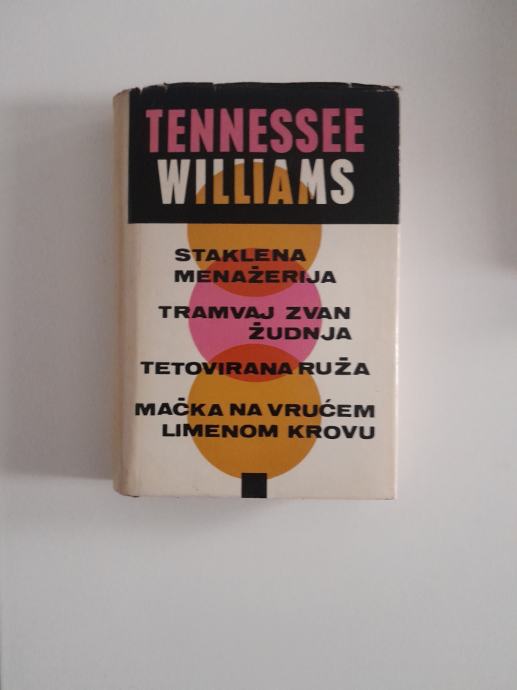 TENNESSEE
WILLIAMS
STAKLENA
MENAŽERIJA
TRAMVAJ ZVAN
ŽUDNJA
TETOVIRANA RUŽA
MAČKA NA VRUĆEM
LIMENOM KROVU